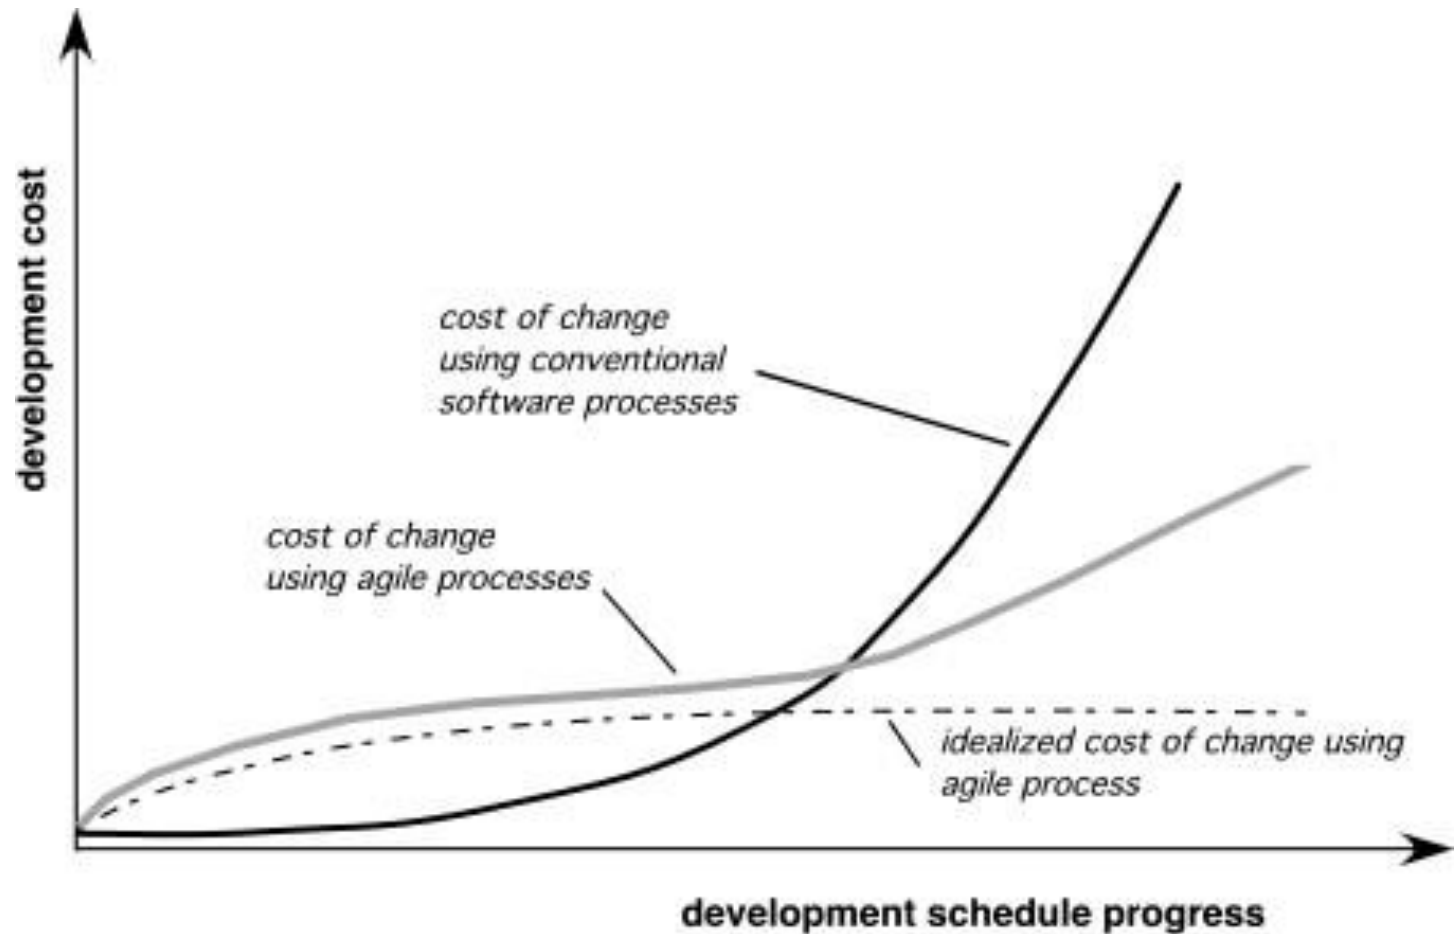 development cost
cost of change
using conventional
software processes
cost of change
using agile processes
idealized cost of change using
agile process
development schedule progress